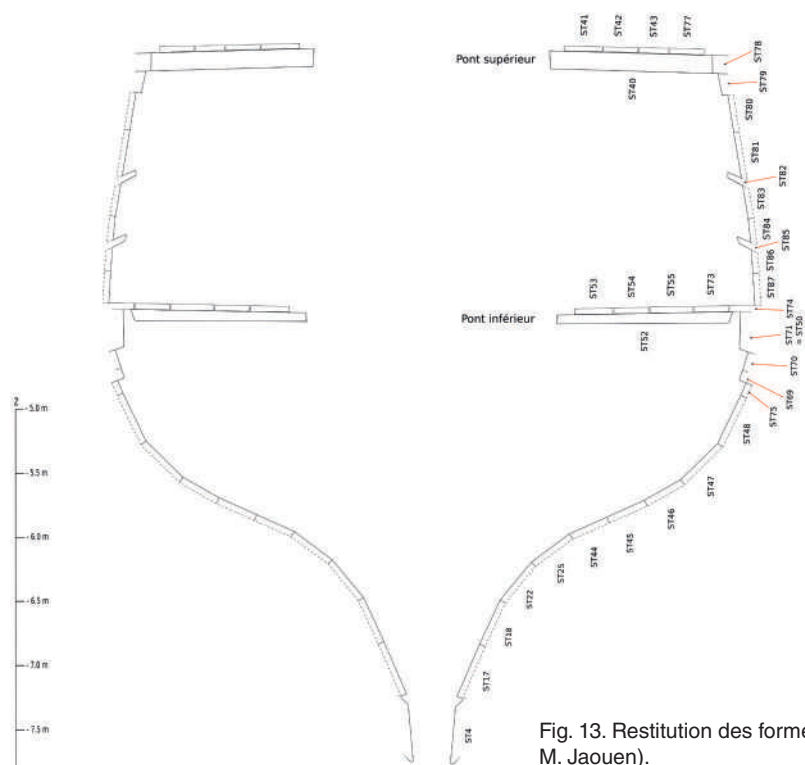 ST41 ST42 ST43 ST77
Pont supérieur
ST78
ST79
ST40
ST80
ST81
ST82
ST83
ST84
ST85
ST86
ST87
ST53 ST54 ST55 ST73
ST74
Pont inférieur
ST52
ST71
= ST50
ST70
ST69
ST75
ST48
ST47
ST46
ST45
ST44
ST25
ST22
ST18
ST17
ST4
Z
-5.0 m
-5.5 m
-6.0 m
-6.5 m
-7.0 m
-7.5 m
Fig. 13. Restitution des forme
M. Jaouen).